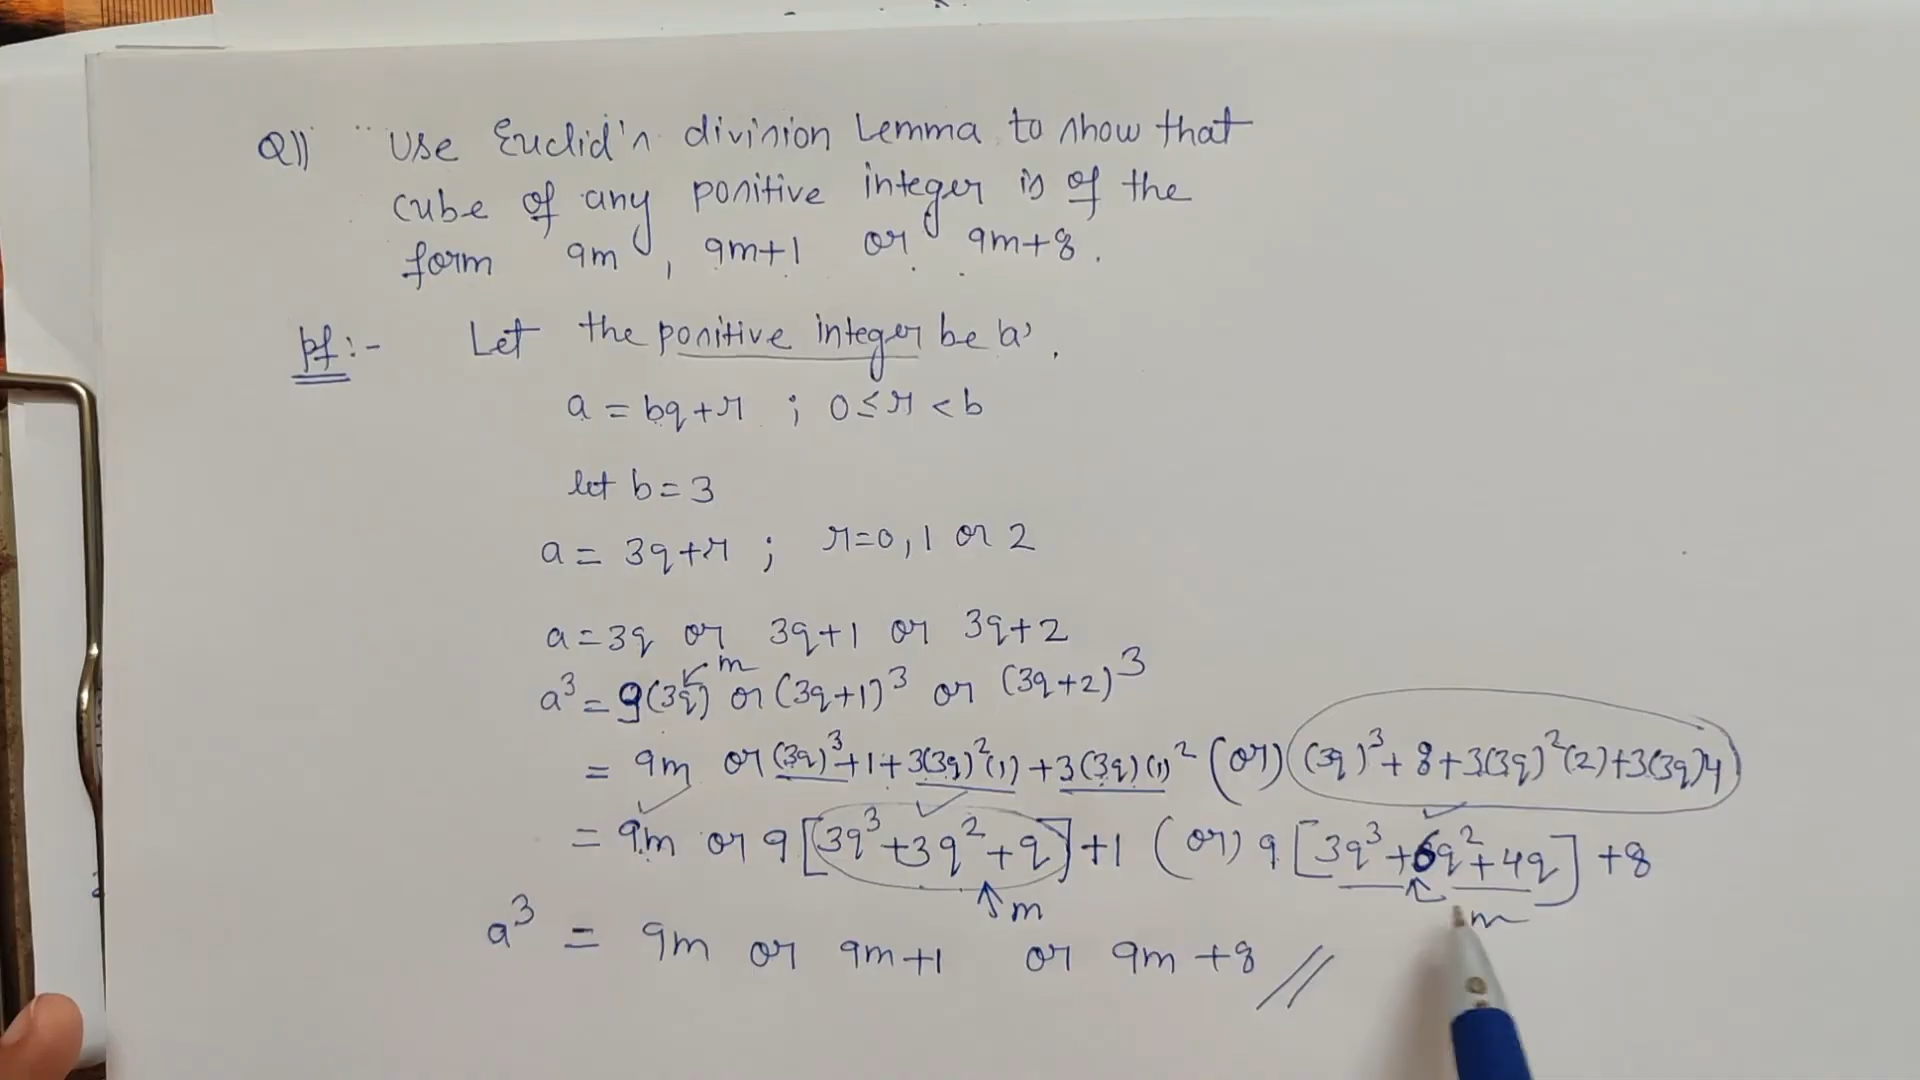 Q11 Use Euclid's division Lemma to show that
cube of any positive integer is of the
form 9m, 9m+1 or 9m+8.
Pf:- Let the positive integer be 'a'.
a = bq+r ; 0≤r<b
let b=3
a = 3q+r ; r=0,1 or 2
a=3q or 3q+1 or 3q+2
m
a³ = 9(3q) or (3q+1)³ or (3q+2)³
= 9m or (3q)³+1+3(3q)²(1)+3(3q)(1)² (or) (3q)³+8+3(3q)²(2)+3(3q)4
= 9m or 9[3q³+3q²+q]+1 (or) 9[3q³+6q²+4q]+8
m m
a³ = 9m or 9m+1 or 9m+8 //